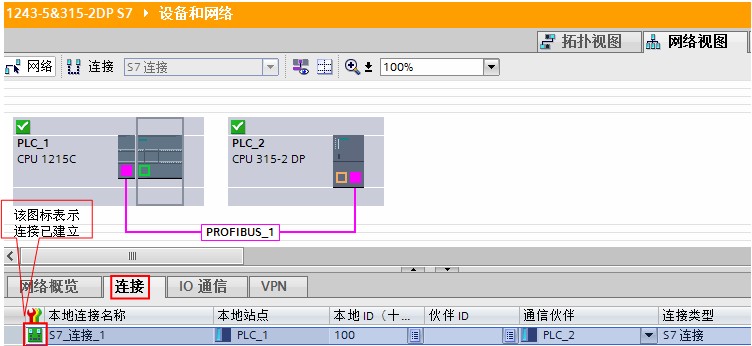 1243-5&315-2DP S7 ▸ 设备和网络
拓扑视图 网络视图
网络 连接 S7 连接 100%
PLC_1 PLC_2
CPU 1215C CPU 315-2 DP
该图标表示
连接已建立
PROFIBUS_1
网络概览 连接 IO 通信 VPN
本地连接名称 本地站点 本地 ID（十... 伙伴 ID 通信伙伴 连接类型
S7_连接_1 PLC_1 100 PLC_2 S7 连接